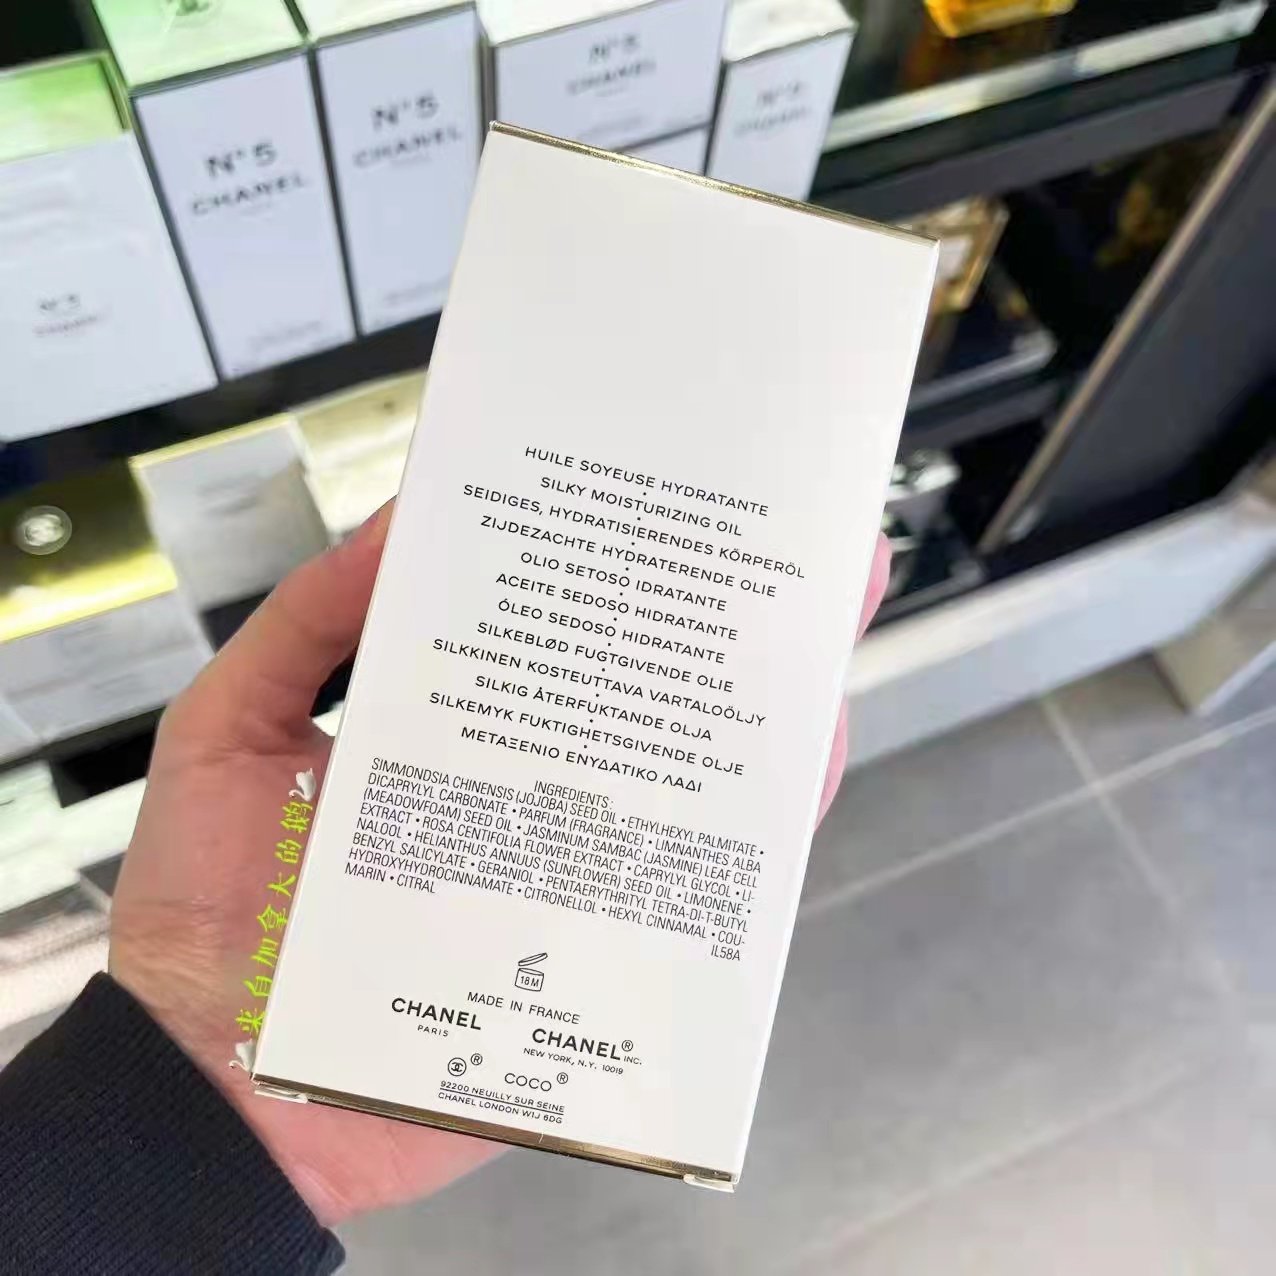 N°5
CHANEL
N°5
CHANEL
N°5
CHANEL
N°5
CHANEL
HUILE SOYEUSE HYDRATANTE
SILKY MOISTURIZING OIL
SEIDIGES, HYDRATISIERENDES KÖRPERÖL
ZIJDEZACHTE HYDRATERENDE OLIE
OLIO SETOSO IDRATANTE
ACEITE SEDOSO HIDRATANTE
ÓLEO SEDOSO HIDRATANTE
SILKEBLØD FUGTGIVENDE OLIE
SILKKINEN KOSTEUTTAVA VARTALOÖLJY
SILKIG ÅTERFUKTANDE OLJA
SILKEMYK FUKTIGHETSGIVENDE OLJE
ΜΕΤΑΞΕΝΙΟ ΕΝΥΔΑΤΙΚΟ ΛΑΔΙ
INGREDIENTS:
SIMMONDSIA CHINENSIS (JOJOBA) SEED OIL • ETHYLHEXYL PALMITATE •
DICAPRYLYL CARBONATE • PARFUM (FRAGRANCE) • LIMNANTHES ALBA
(MEADOWFOAM) SEED OIL • JASMINUM SAMBAC (JASMINE) LEAF CELL
EXTRACT • ROSA CENTIFOLIA FLOWER EXTRACT • CAPRYLYL GLYCOL • LI-
NALOOL • HELIANTHUS ANNUUS (SUNFLOWER) SEED OIL • LIMONENE •
BENZYL SALICYLATE • GERANIOL • PENTAERYTHRITYL TETRA-DI-T-BUTYL
HYDROXYHYDROCINNAMATE • CITRONELLOL • HEXYL CINNAMAL • COU-
MARIN • CITRAL
IL58A
18M
MADE IN FRANCE
CHANEL
PARIS
CHANEL® INC.
NEW YORK, N.Y. 10019
® COCO®
92200 NEUILLY SUR SEINE
CHANEL LONDON W1J 6DG
来自加拿大的鹅